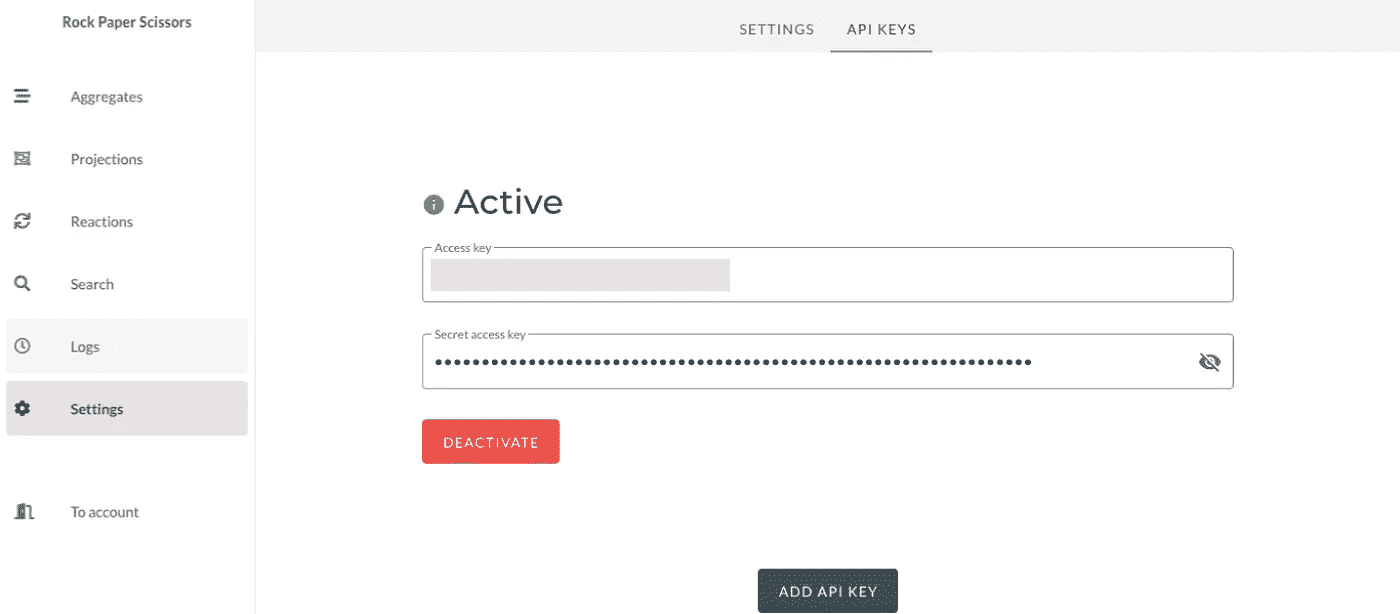 Rock Paper Scissors
Aggregates
Projections
Reactions
Search
Logs
Settings
To account
SETTINGS API KEYS
Active
Access key
Secret access key
DEACTIVATE
ADD API KEY